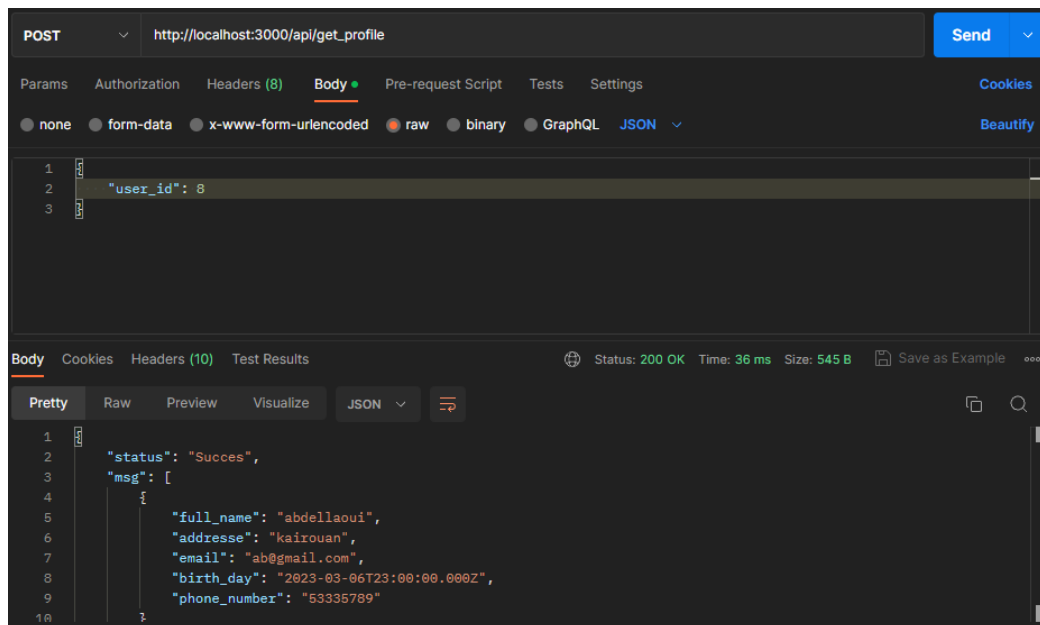 POST http://localhost:3000/api/get_profile Send
Params Authorization Headers (8) Body Pre-request Script Tests Settings Cookies
none form-data x-www-form-urlencoded raw binary GraphQL JSON Beautify
1 {
2 "user_id": 8
3 }
Body Cookies Headers (10) Test Results Status: 200 OK Time: 36 ms Size: 545 B Save as Example
Pretty Raw Preview Visualize JSON
1 {
2 "status": "Succes",
3 "msg": [
4 {
5 "full_name": "abdellaoui",
6 "addresse": "kairouan",
7 "email": "ab@gmail.com",
8 "birth_day": "2023-03-06T23:00:00.000Z",
9 "phone_number": "53335789"
10 }